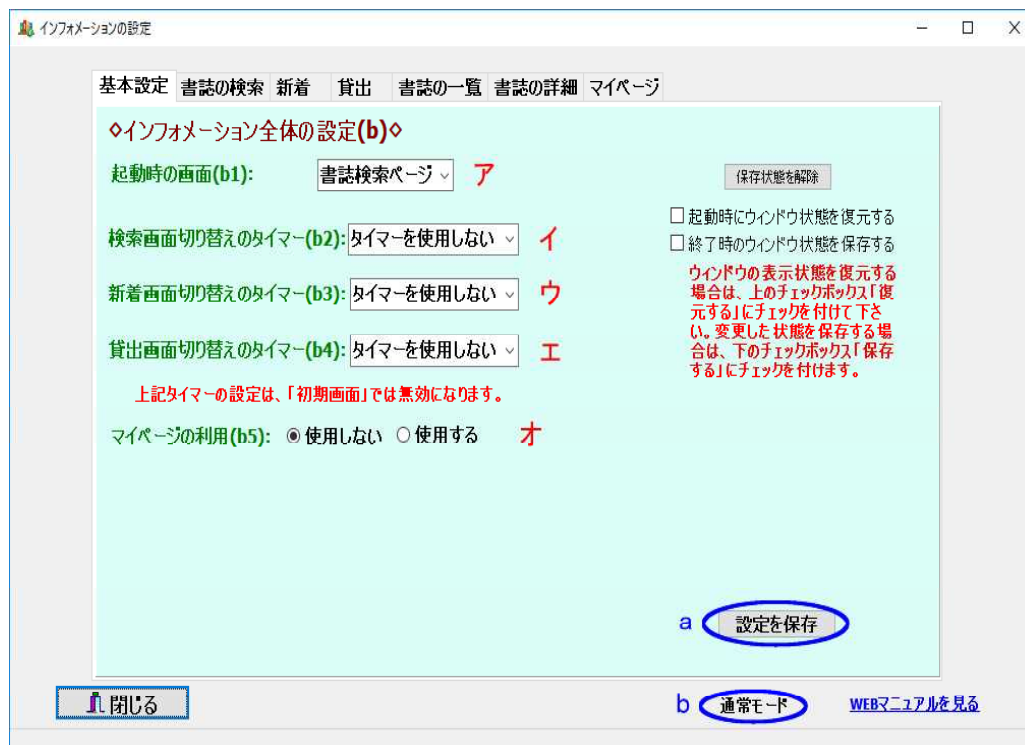 インフォメーションの設定
基本設定 書誌の検索 新着 貸出 書誌の一覧 書誌の詳細 マイページ
◇インフォメーション全体の設定(b)◇
起動時の画面(b1): 書誌検索ページ ア
保存状態を解除
起動時にウィンドウ状態を復元する
検索画面切り替えのタイマー(b2): タイマーを使用しない イ
終了時のウィンドウ状態を保存する
ウィンドウの表示状態を復元する
場合は、上のチェックボックス「復
元する」にチェックを付けて下さ
い。変更した状態を保存する場
合は、下のチェックボックス「保存
する」にチェックを付けます。
新着画面切り替えのタイマー(b3): タイマーを使用しない ウ
貸出画面切り替えのタイマー(b4): タイマーを使用しない エ
上記タイマーの設定は、「初期画面」では無効になります。
マイページの利用(b5): 使用しない 使用する オ
a 設定を保存
閉じる b 通常モード WEBマニュアルを見る